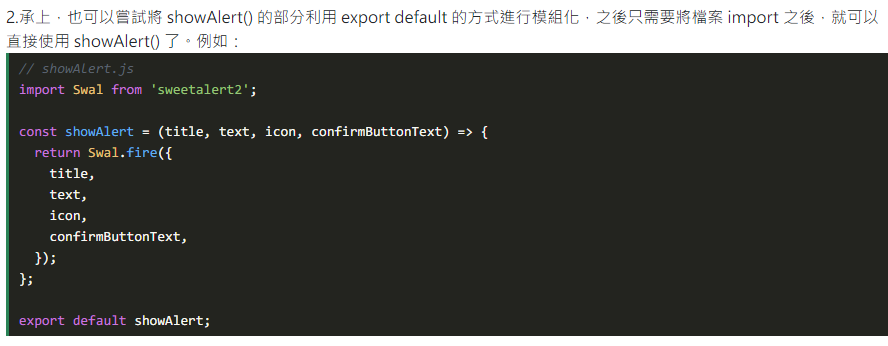 2.承上，也可以嘗試將 showAlert() 的部分利用 export default 的方式進行模組化，之後只需要將檔案 import 之後，就可以
直接使用 showAlert() 了。例如：
// showAlert.js
import Swal from 'sweetalert2';
const showAlert = (title, text, icon, confirmButtonText) => {
  return Swal.fire({
    title,
    text,
    icon,
    confirmButtonText,
  });
};
export default showAlert;